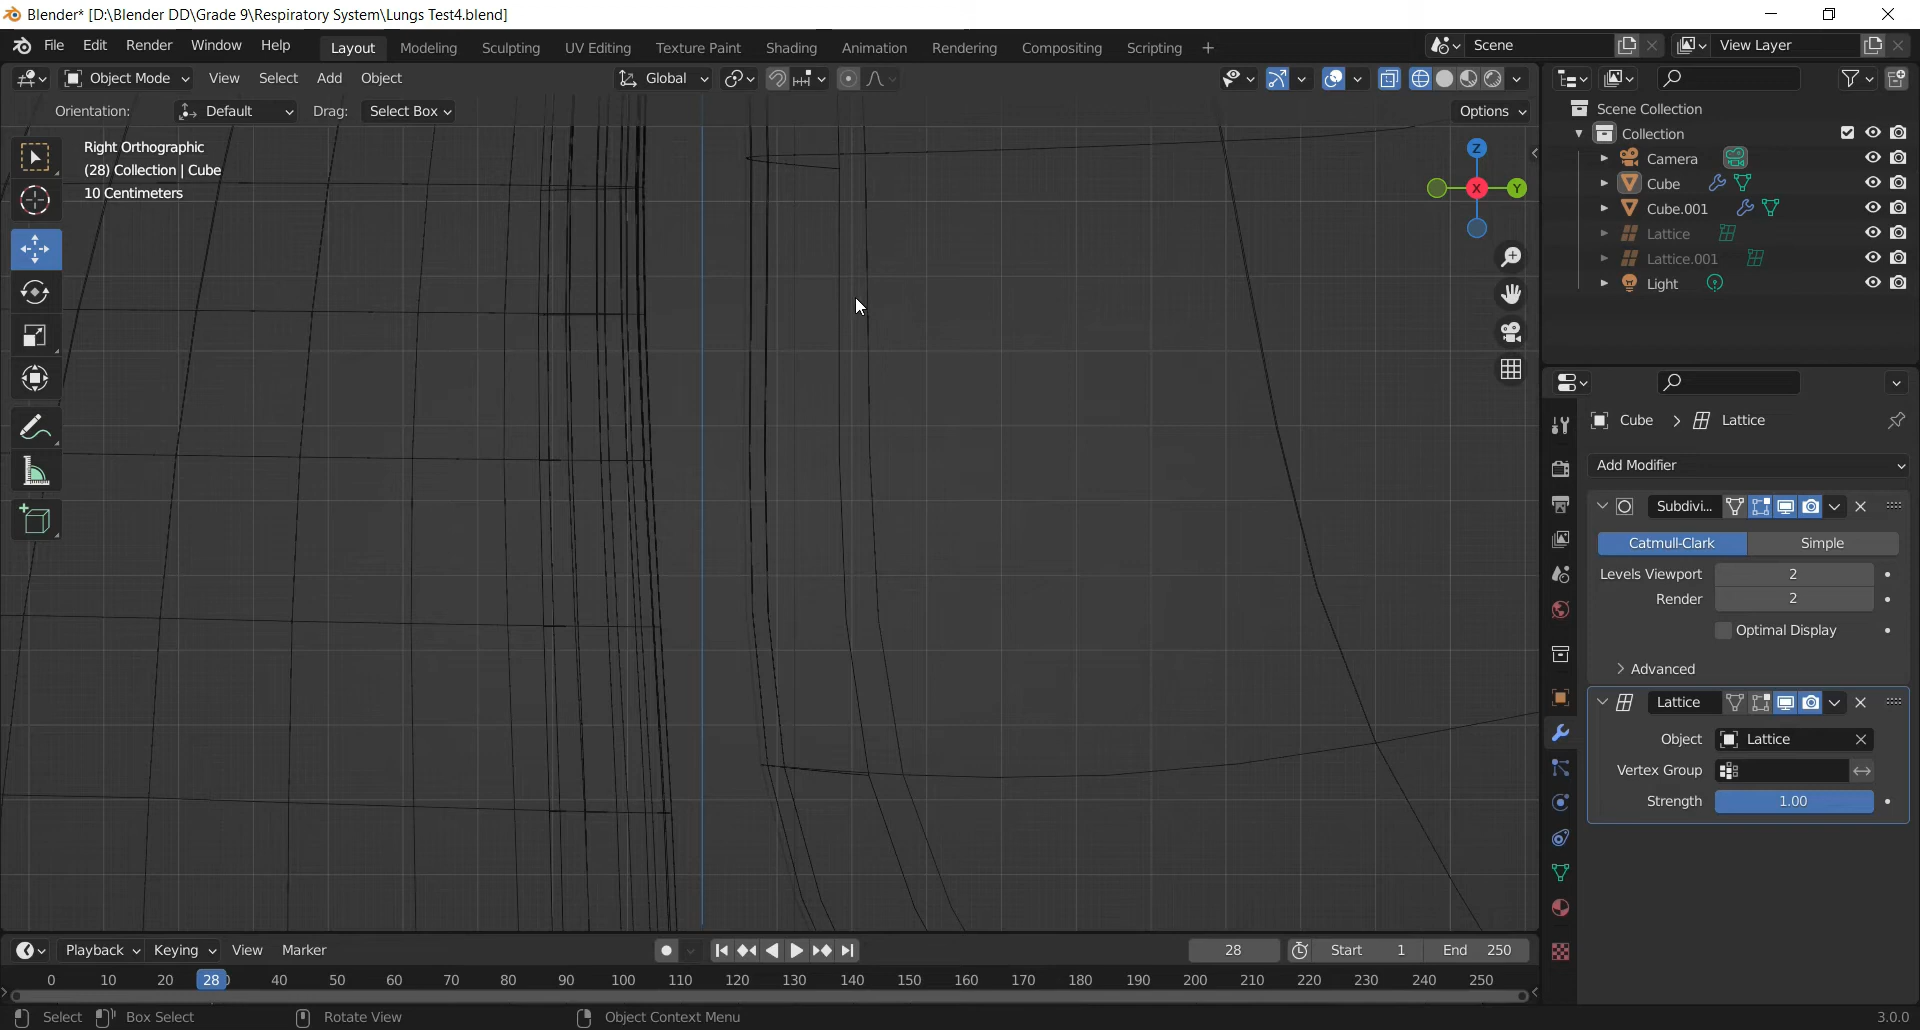 Blender* [D:\Blender DD\Grade 9\Respiratory System\Lungs Test4.blend]
File Edit Render Window Help Layout Modeling Sculpting UV Editing Texture Paint Shading Animation Rendering Compositing Scripting + Scene View Layer
Object Mode View Select Add Object Global
Orientation: Default Drag: Select Box Options
Right Orthographic
(28) Collection | Cube
10 Centimeters
Z
X Y
Scene Collection
Collection
Camera
Cube
Cube.001
Lattice
Lattice.001
Light
Cube > Lattice
Add Modifier
Subdivi...
Catmull-Clark Simple
Levels Viewport 2
Render 2
Optimal Display
Advanced
Lattice
Object Lattice
Vertex Group
Strength 1.00
Playback Keying View Marker 28 Start 1 End 250
0 10 20 28 40 50 60 70 80 90 100 110 120 130 140 150 160 170 180 190 200 210 220 230 240 250
Select Box Select Rotate View Object Context Menu 3.0.0